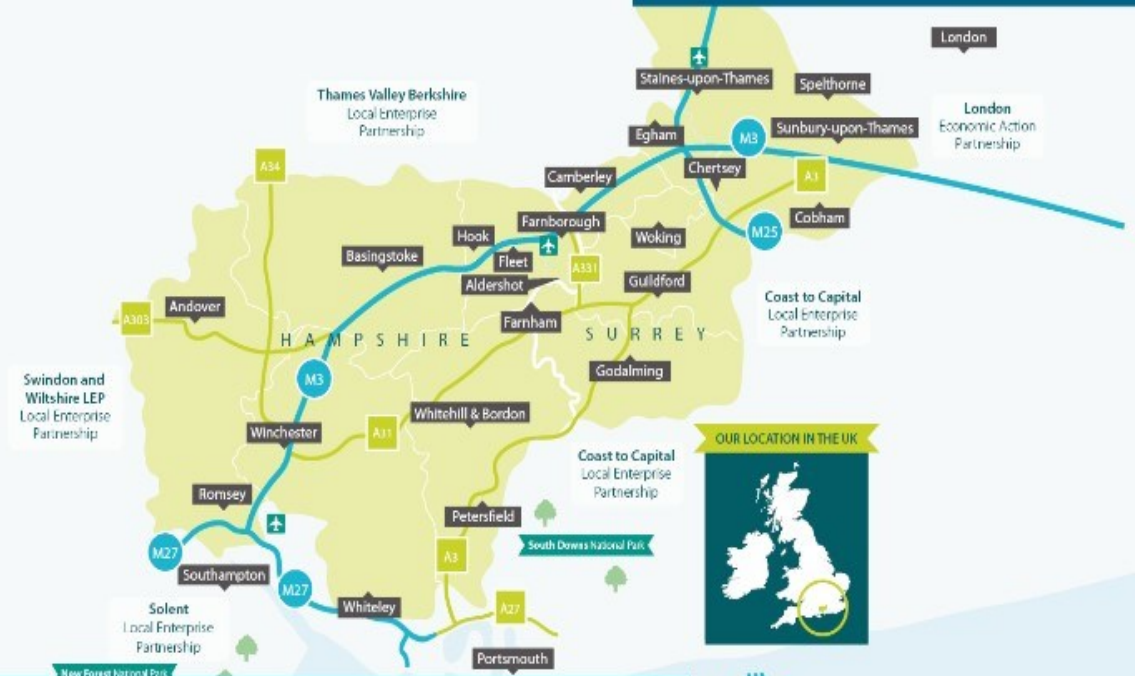 London
Staines-upon-Thames
Spelthorne
Thames Valley Berkshire
Local Enterprise
Partnership
London
Economic Action
Partnership
Egham
M3
Sunbury-upon-Thames
A34
Camberley
Chertsey
A3
Farnborough
Cobham
Hook
Woking
M25
Basingstoke
Fleet
A331
Aldershot
Guildford
Andover
A303
Coast to Capital
Local Enterprise
Partnership
Farnham
HAMPSHIRE
SURREY
Godalming
M3
Swindon and
Wiltshire LEP
Local Enterprise
Partnership
Whitehill & Bordon
Winchester
A31
OUR LOCATION IN THE UK
Coast to Capital
Local Enterprise
Partnership
Romsey
Petersfield
South Downs National Park
M27
A3
Southampton
M27
Solent
Local Enterprise
Partnership
Whiteley
A27
Portsmouth
New Forest National Park